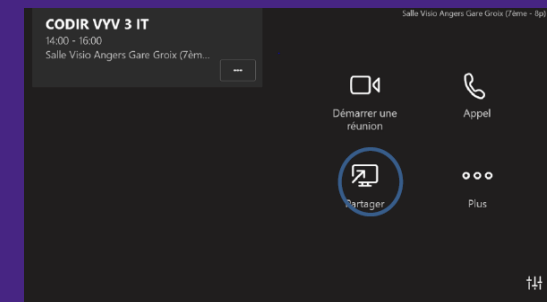 CODIR VYV 3 IT
14:00 - 16:00
Salle Visio Angers Gare Groix (7èm...
Salle Visio Angers Gare Groix (7ème - 8p)
Démarrer une
réunion
Appel
Partager
Plus